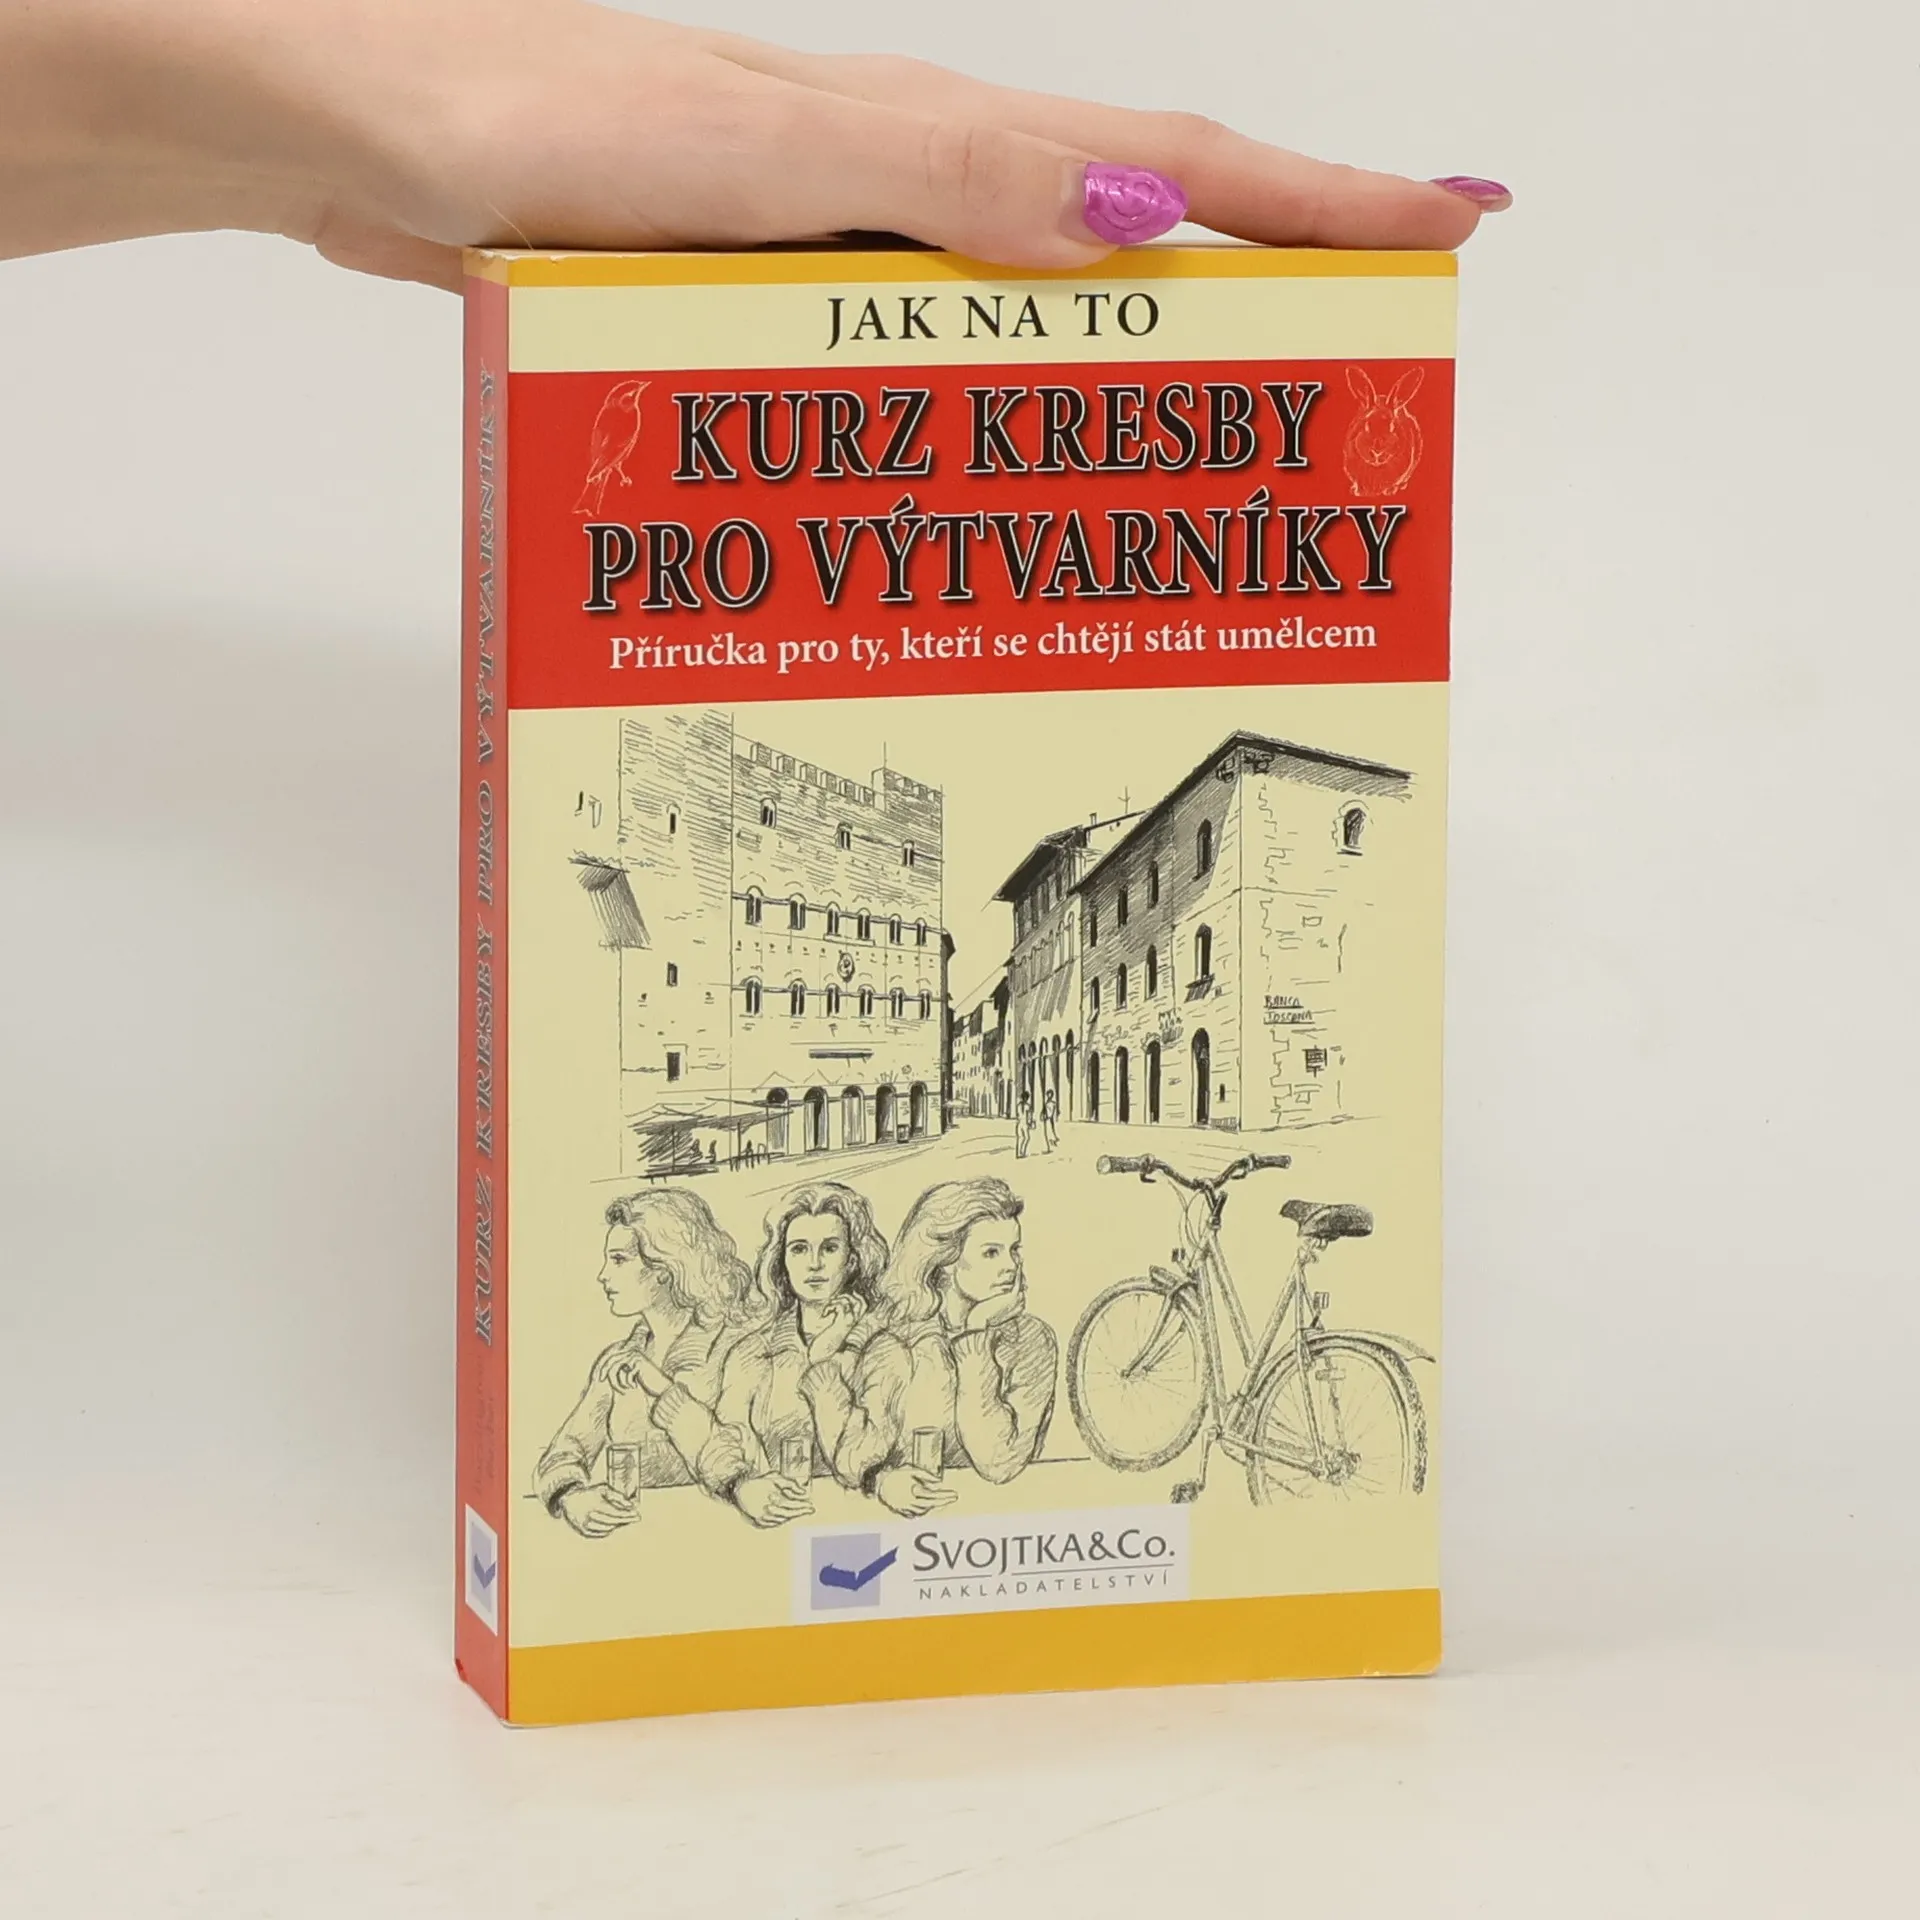 JAK NA TO
KURZ KRESBY
PRO VÝTVARNÍKY
Příručka pro ty, kteří se chtějí stát umělcem
BANCA
TOSCANA
SVOJTKA&CO.
NAKLADATELSTVÍ
KURZ KRESBY PRO VÝTVARNÍKY